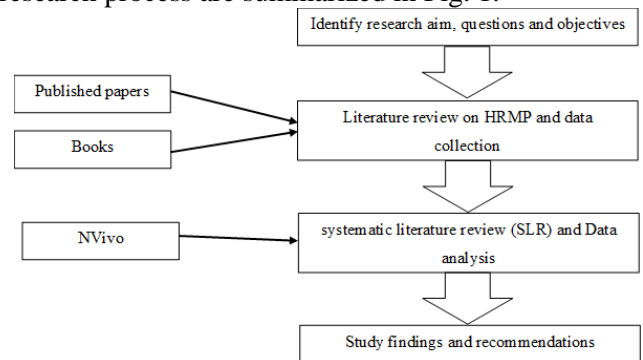 research process are summarized in Fig. 1.
Identify research aim, questions and objectives
Published papers
Books
Literature review on HRMP and data
collection
NVivo
systematic literature review (SLR) and Data
analysis
Study findings and recommendations